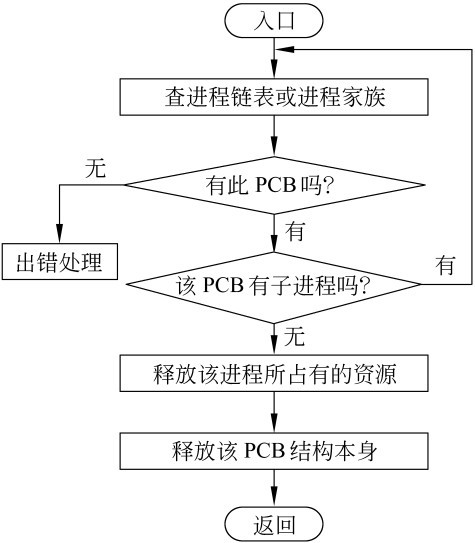 入口
查进程链表或进程家族
无
有此 PCB 吗?
有
出错处理
该 PCB 有子进程吗?
有
无
释放该进程所占有的资源
释放该 PCB 结构本身
返回